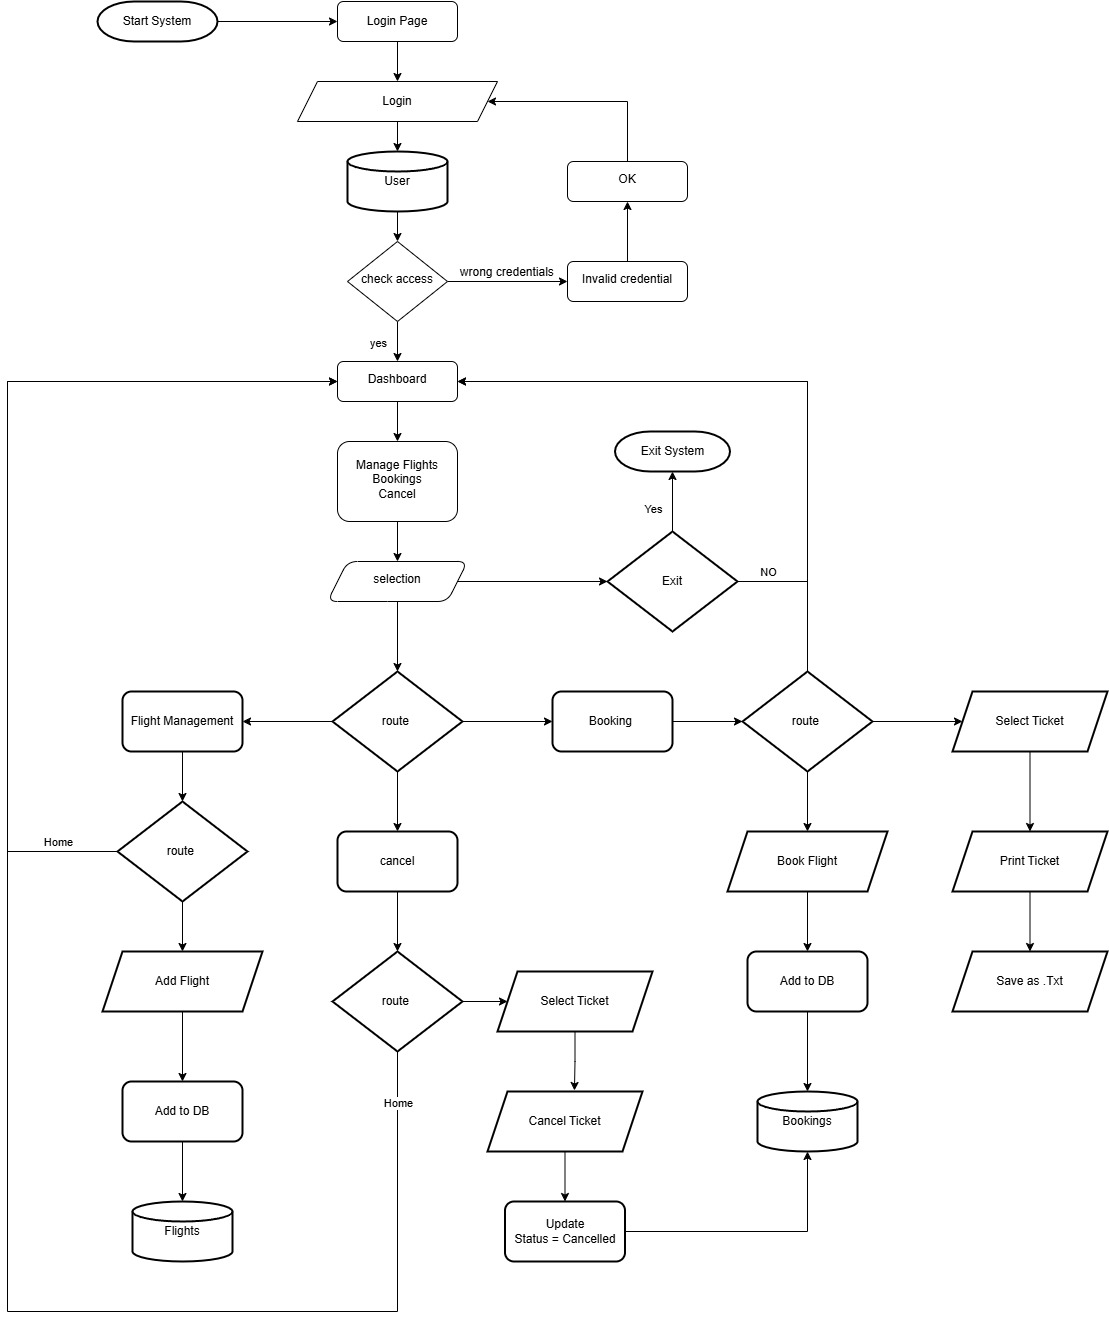 Start System
Login Page
Login
User
OK
check access
wrong credentials
Invalid credential
yes
Dashboard
Manage Flights
Bookings
Cancel
Exit System
Yes
selection
Exit
NO
Flight Management
route
Booking
route
Select Ticket
Home
route
cancel
Book Flight
Print Ticket
Add Flight
route
Select Ticket
Add to DB
Save as .Txt
Home
Add to DB
Cancel Ticket
Bookings
Flights
Update
Status = Cancelled